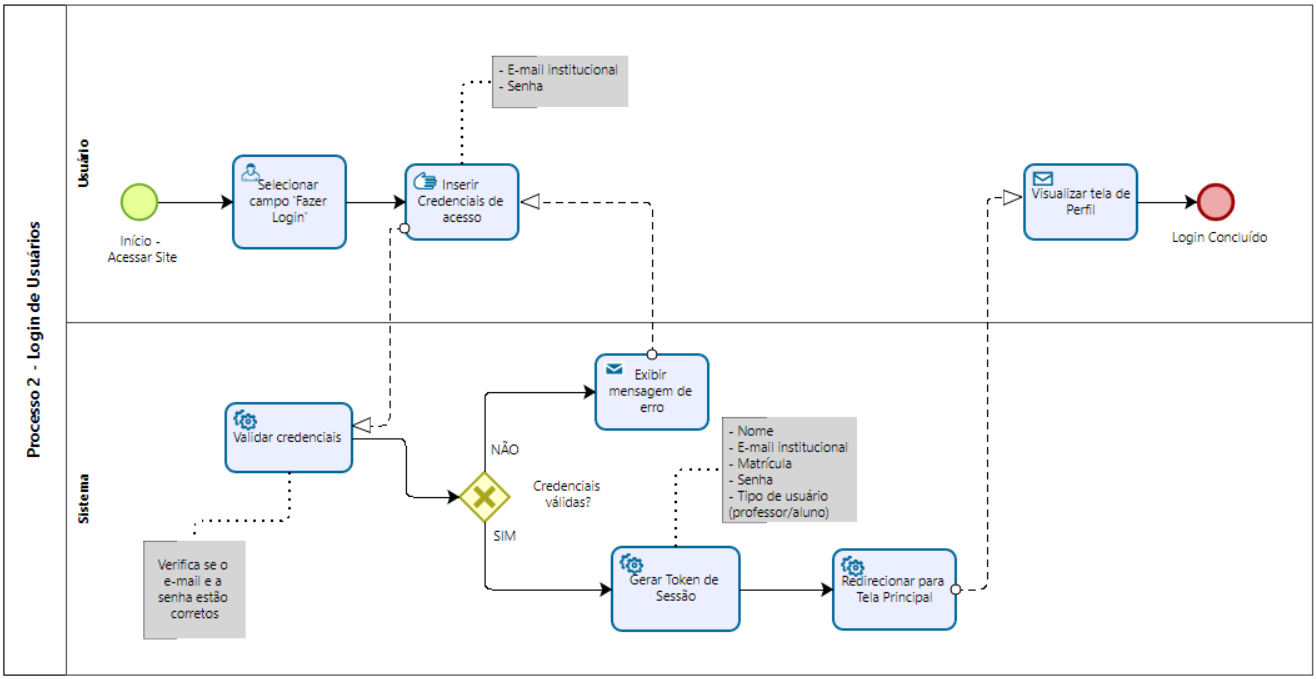 Processo 2 - Login de Usuários
Usuário
- E-mail institucional
- Senha
Início -
Acessar Site
Selecionar
campo 'Fazer
Login'
Inserir
Credenciais de
acesso
Visualizar tela de
Perfil
Login Concluído
Sistema
Validar credenciais
Verifica se o
e-mail e a
senha estão
corretos
NÃO
Credenciais
válidas?
SIM
Exibir
mensagem de
erro
- Nome
- E-mail institucional
- Matrícula
- Senha
- Tipo de usuário
(professor/aluno)
Gerar Token de
Sessão
Redirecionar para
Tela Principal